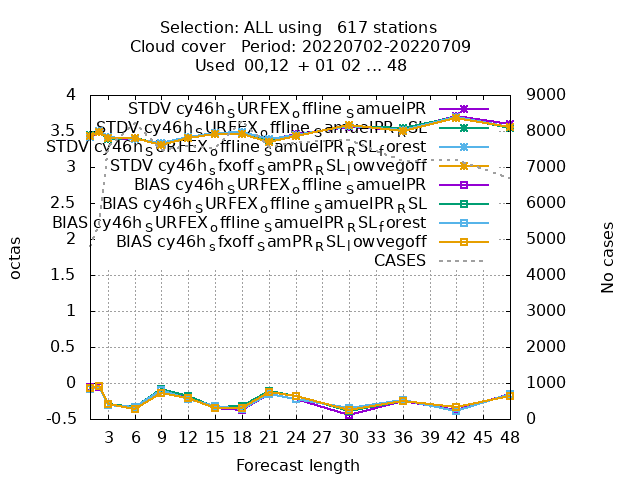 Selection: ALL using   617 stations
Cloud cover   Period: 20220702-20220709
Used  00,12  + 01 02 ... 48
octas
No cases
4
3.5
3
2.5
2
1.5
1
0.5
0
-0.5
9000
8000
7000
6000
5000
4000
3000
2000
1000
0
STDV cy46h_SURFEX_offline_SamuelPR
STDV cy46h_SURFEX_offline_SamuelPR_RSL
STDV cy46h_SURFEX_offline_SamuelPR_RSL_forest
STDV cy46h_sfxoff_SamPR_RSL_lowvegoff
BIAS cy46h_SURFEX_offline_SamuelPR
BIAS cy46h_SURFEX_offline_SamuelPR_RSL
BIAS cy46h_SURFEX_offline_SamuelPR_RSL_forest
BIAS cy46h_sfxoff_SamPR_RSL_lowvegoff
CASES
3 6 9 12 15 18 21 24 27 30 33 36 39 42 45 48
Forecast length